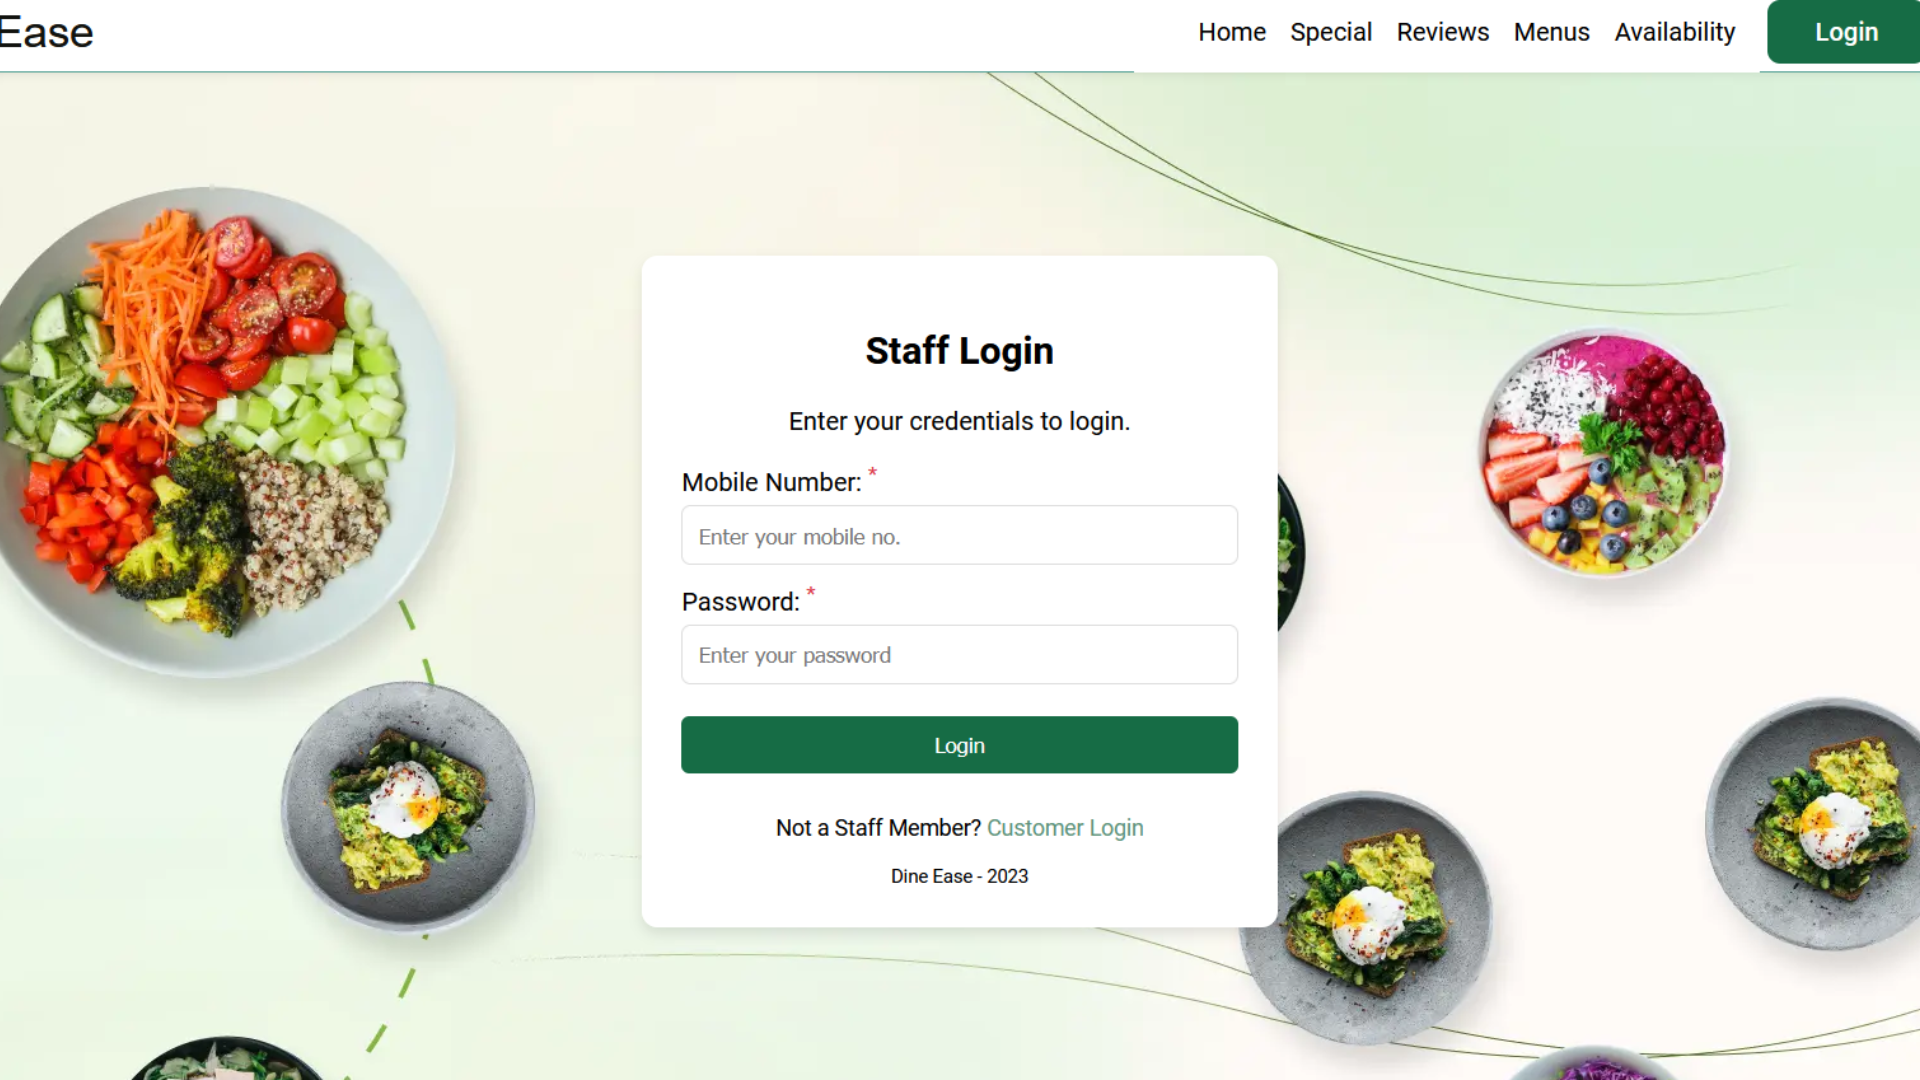 Ease
Home Special Reviews Menus Availability Login
Staff Login
Enter your credentials to login.
Mobile Number: *
Enter your mobile no.
Password: *
Enter your password
Login
Not a Staff Member? Customer Login
Dine Ease - 2023